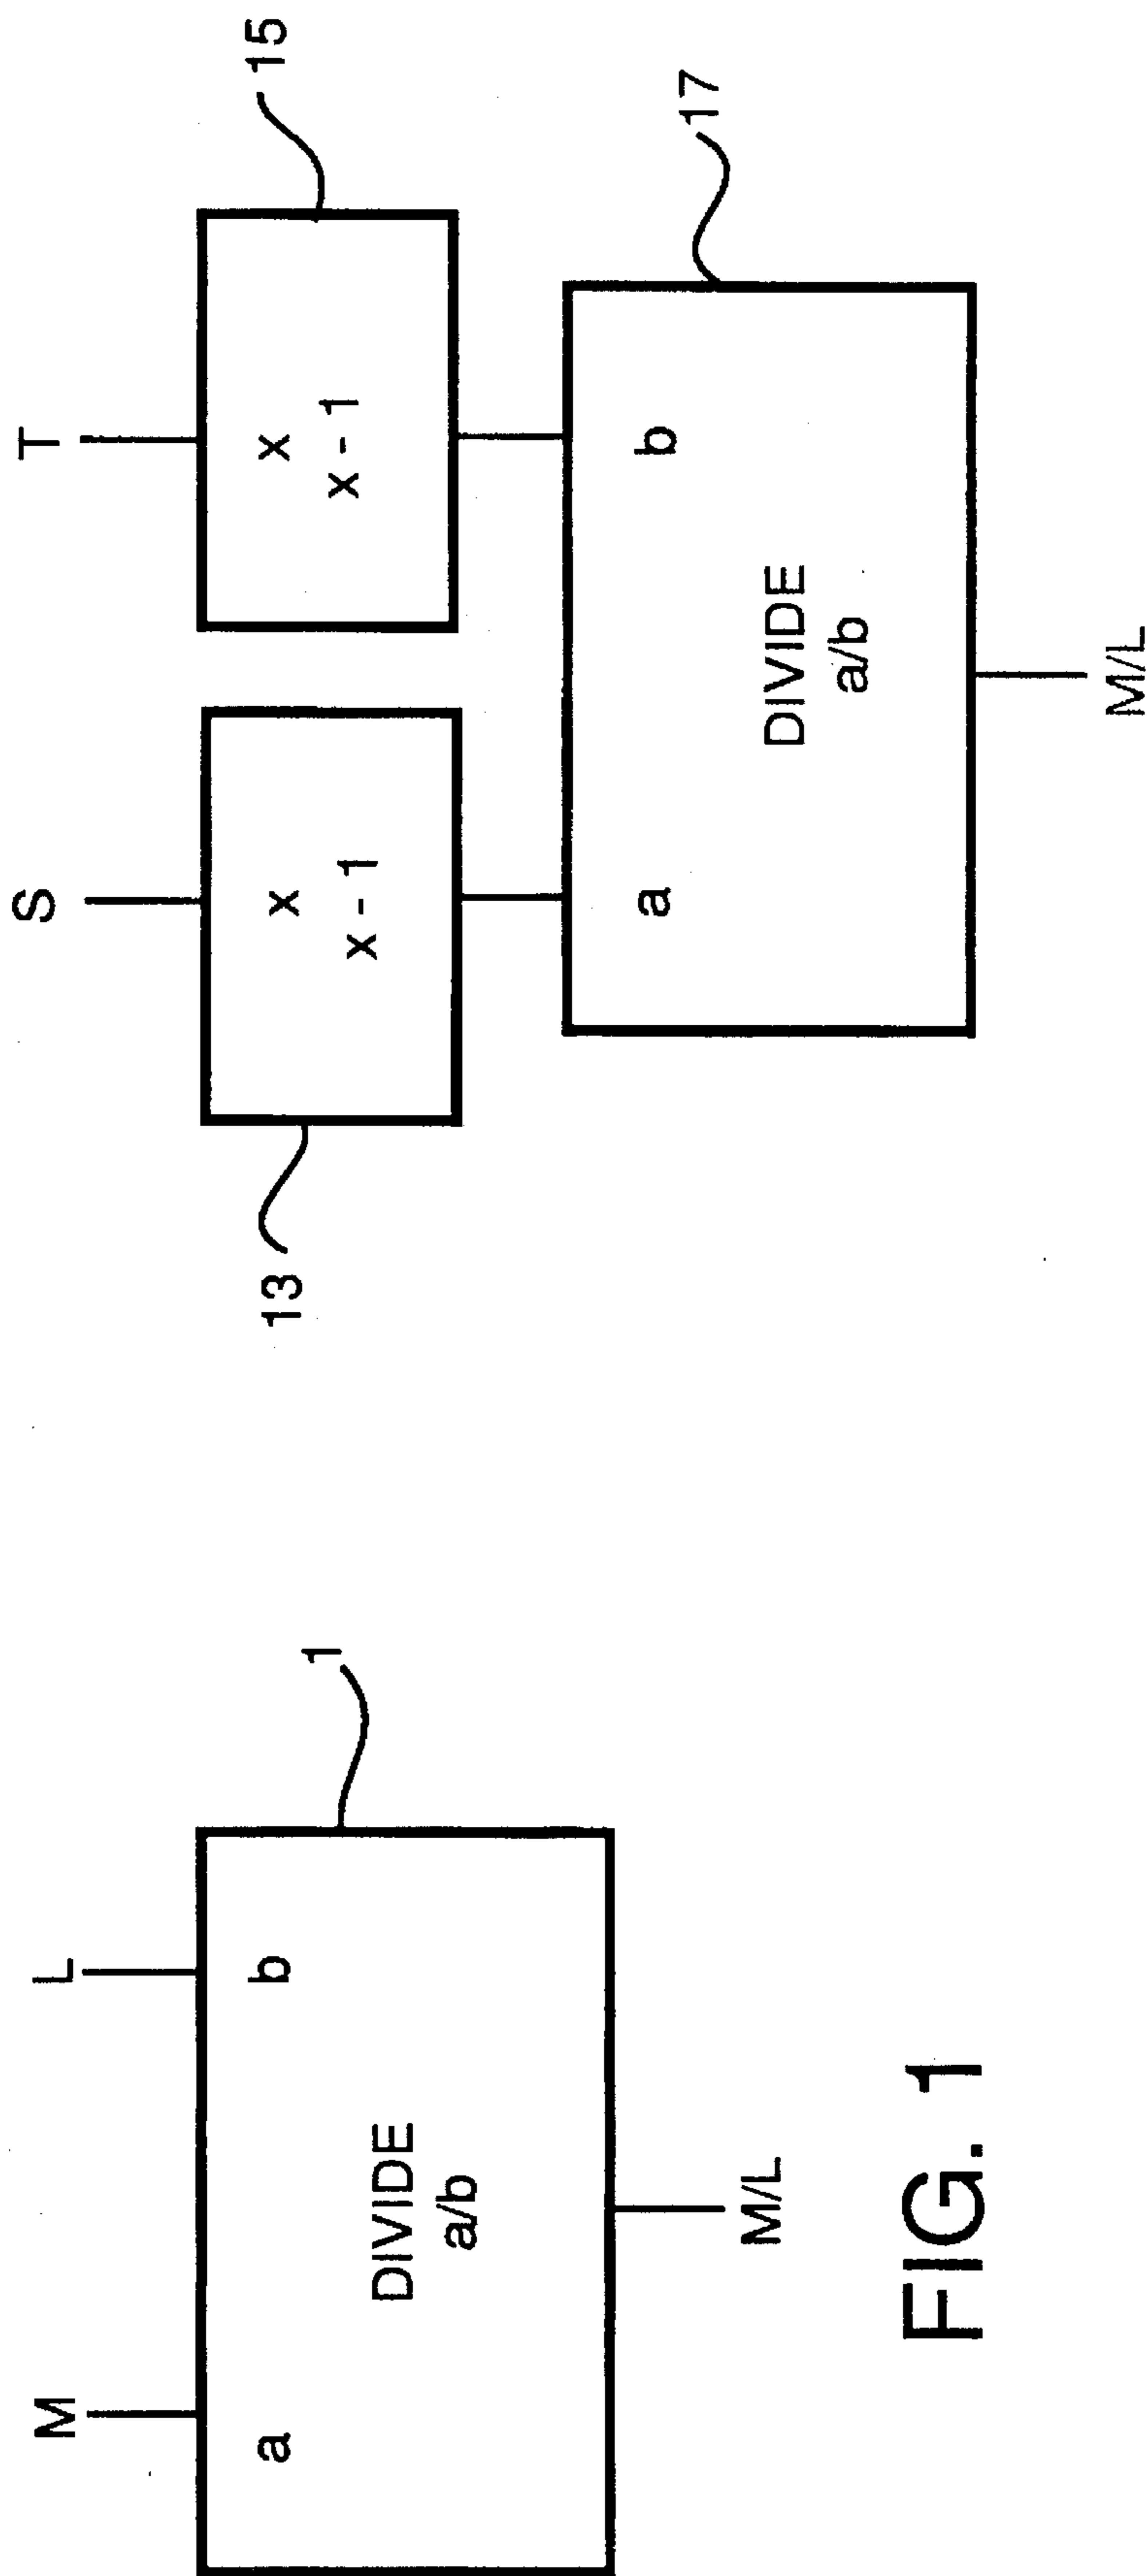 M
L
a
b
DIVIDE
a/b
1
M/L
FIG. 1
S
T
x
x - 1
x
x - 1
13
15
a
b
DIVIDE
a/b
17
M/L